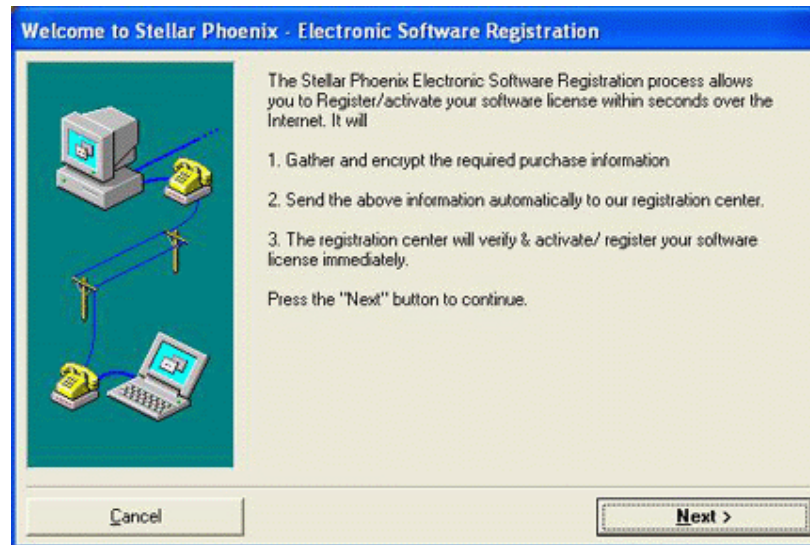 Welcome to Stellar Phoenix - Electronic Software Registration
The Stellar Phoenix Electronic Software Registration process allows
you to Register/activate your software license within seconds over the
Internet. It will
1. Gather and encrypt the required purchase information
2. Send the above information automatically to our registration center.
3. The registration center will verify & activate/ register your software
license immediately.
Press the "Next" button to continue.
Cancel
Next >